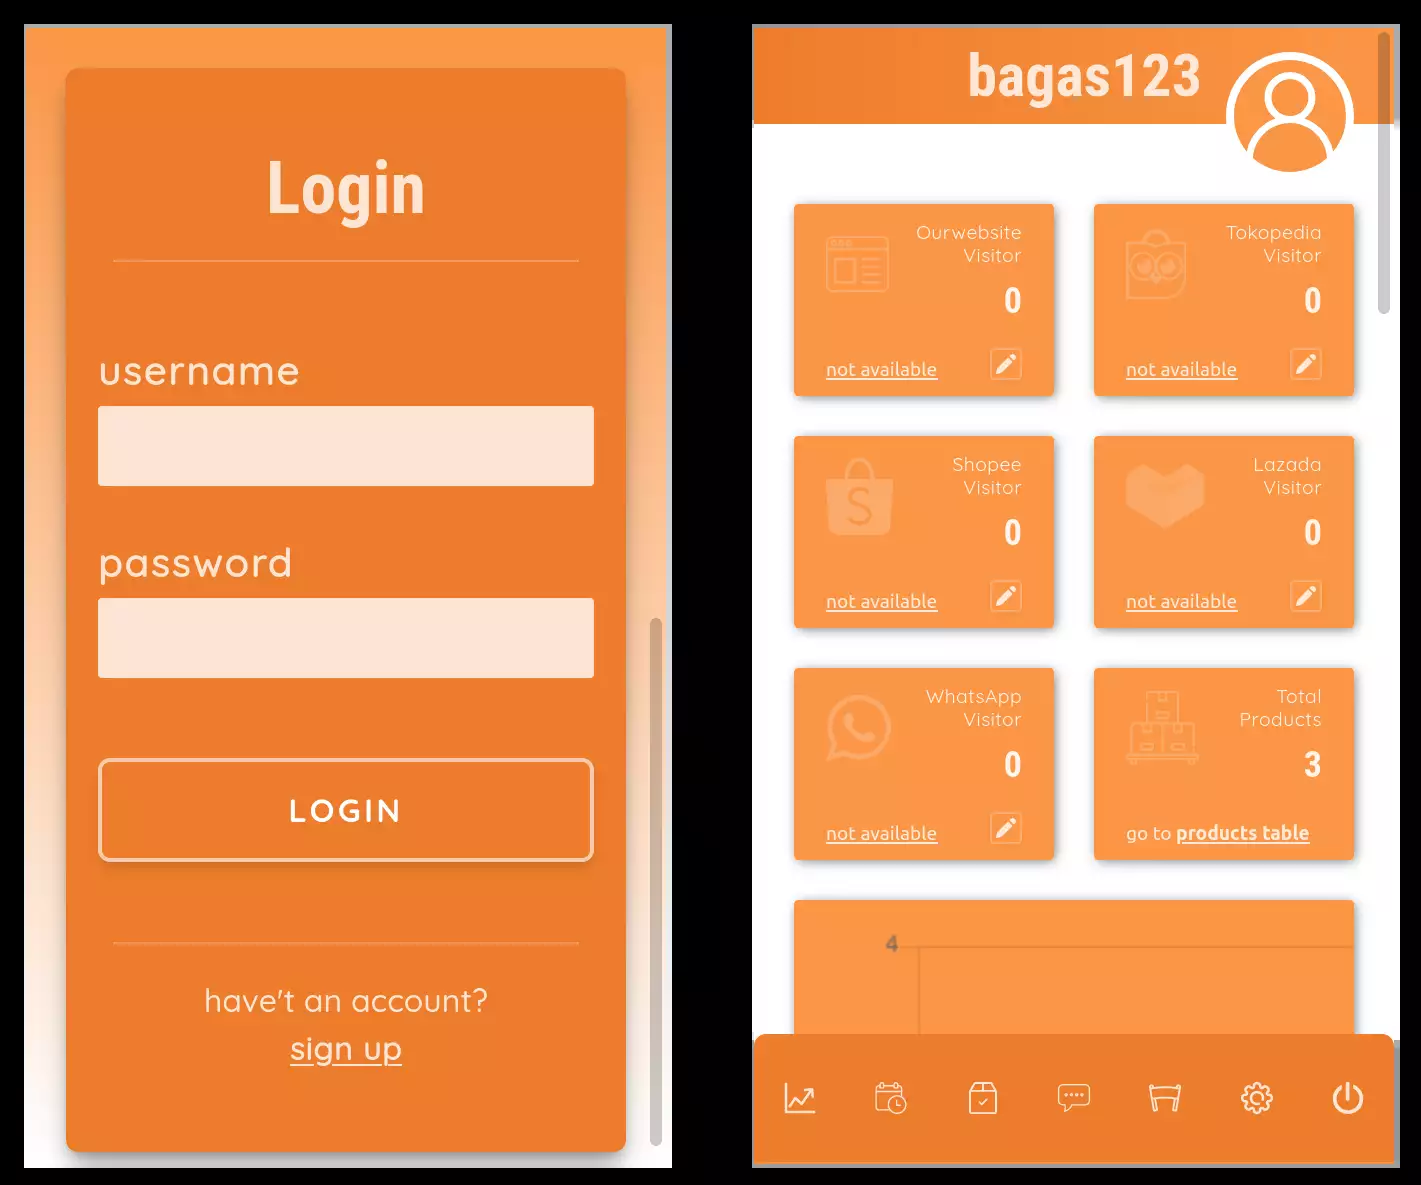 Login
username
password
LOGIN
have't an account?
sign up
bagas123
Ourwebsite
Visitor
0
not available
Tokopedia
Visitor
0
not available
Shopee
Visitor
0
not available
Lazada
Visitor
0
not available
WhatsApp
Visitor
0
not available
Total
Products
3
go to products table
4